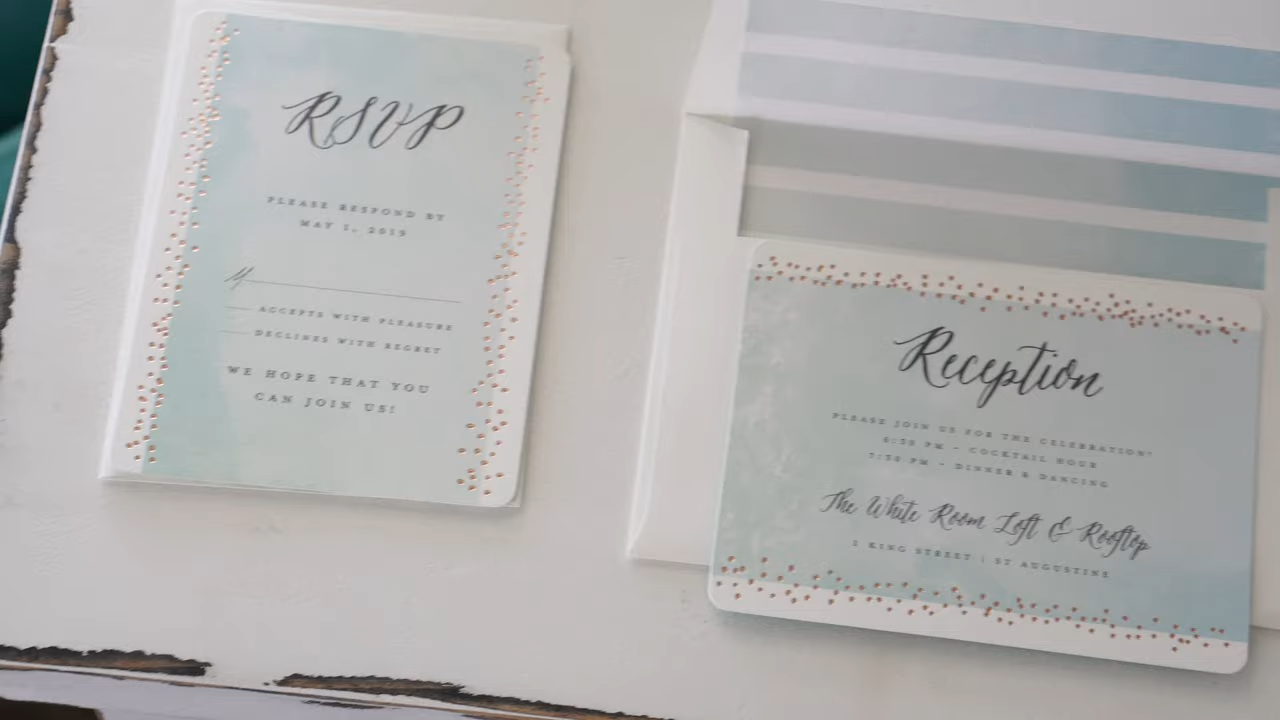 RSVP
PLEASE RESPOND BY
MAY 1, 2019
M
ACCEPTS WITH PLEASURE
DECLINES WITH REGRET
WE HOPE THAT YOU
CAN JOIN US!
Reception
PLEASE JOIN US FOR THE CELEBRATION!
6:30 PM - COCKTAIL HOUR
7:30 PM - DINNER & DANCING
The White Room Loft & Rooftop
1 KING STREET | ST AUGUSTINE